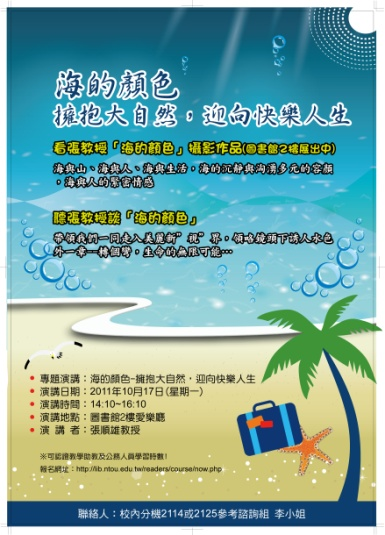 海的顏色
擁抱大自然，迎向快樂人生
看張教授「海的顏色」攝影作品(圖書館2樓展出中)
海與山、海與人、海與生活，海的沉靜與洶湧多元的容顏
，海與人的緊密情感
聽張教授談「海的顏色」
帶領我們一同走入美麗新”視”界，領略鏡頭下誘人水色
外一章—轉個彎，生命的無限可能…
• 專題演講：海的顏色-擁抱大自然，迎向快樂人生
• 演講日期：2011年10月17日(星期一)
• 演講時間：14:10~16:10
• 演講地點：圖書館2樓愛樂廳
• 演 講 者：張順雄教授
※可認證教學助教及公務人員學習時數！
報名網址：http://lib.ntou.edu.tw/readers/course/now.php
聯絡人：校內分機2114或2125參考諮詢組 李小姐